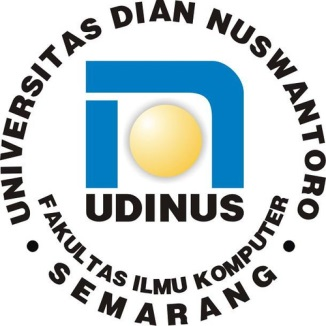 UNIVERSITAS DIAN NUSWANTORO
UDINUS
FAKULTAS ILMU KOMPUTER
• SEMARANG •